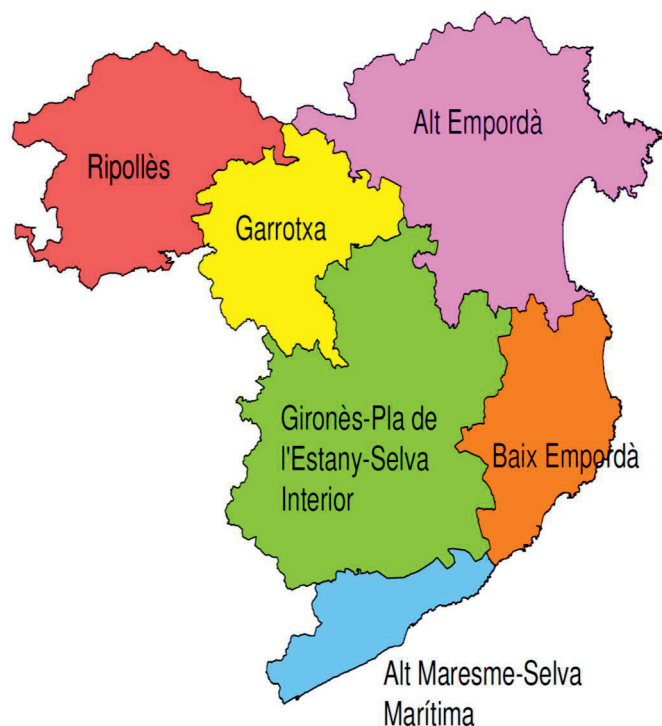 Alt Empordà
Ripollès
Garrotxa
Gironès-Pla de
l'Estany-Selva
Interior
Baix Empordà
Alt Maresme-Selva
Marítima